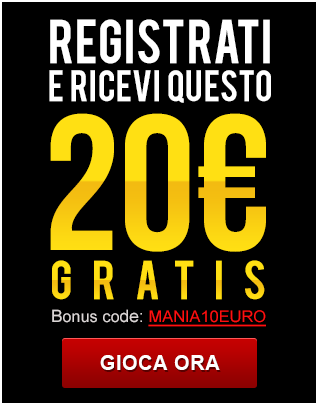 REGISTRATI
E RICEVI QUESTO
20€
GRATIS
Bonus code: MANIA10EURO
GIOCA ORA